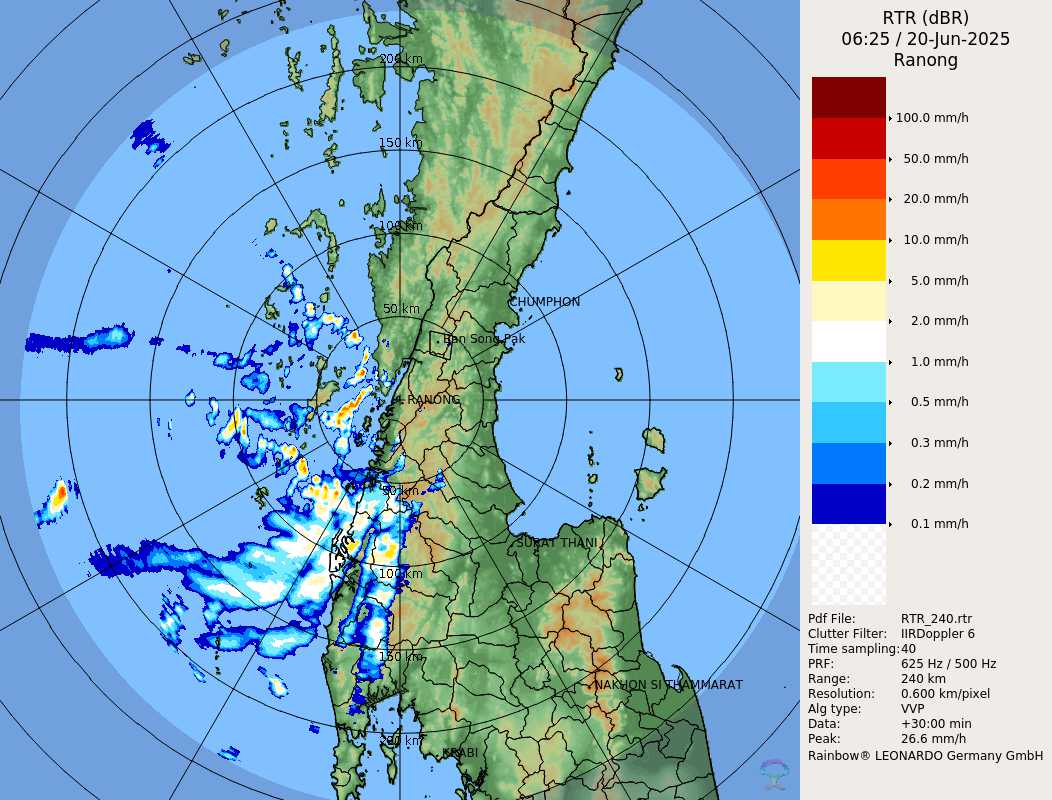 RTR (dBR)
06:25 / 20-Jun-2025
Ranong
100.0 mm/h
50.0 mm/h
20.0 mm/h
10.0 mm/h
5.0 mm/h
2.0 mm/h
1.0 mm/h
0.5 mm/h
0.3 mm/h
0.2 mm/h
0.1 mm/h
Pdf File: RTR_240.rtr
Clutter Filter: IIRDoppler 6
Time sampling: 40
PRF: 625 Hz / 500 Hz
Range: 240 km
Resolution: 0.600 km/pixel
Alg type: VVP
Data: +30:00 min
Peak: 26.6 mm/h
Rainbow® LEONARDO Germany GmbH
200 km
150 km
100 km
50 km
CHUMPHON
Ban Song Pak
RANONG
50 km
SURAT THANI
100 km
150 km
NAKHON SI THAMMARAT
200 km
KRABI